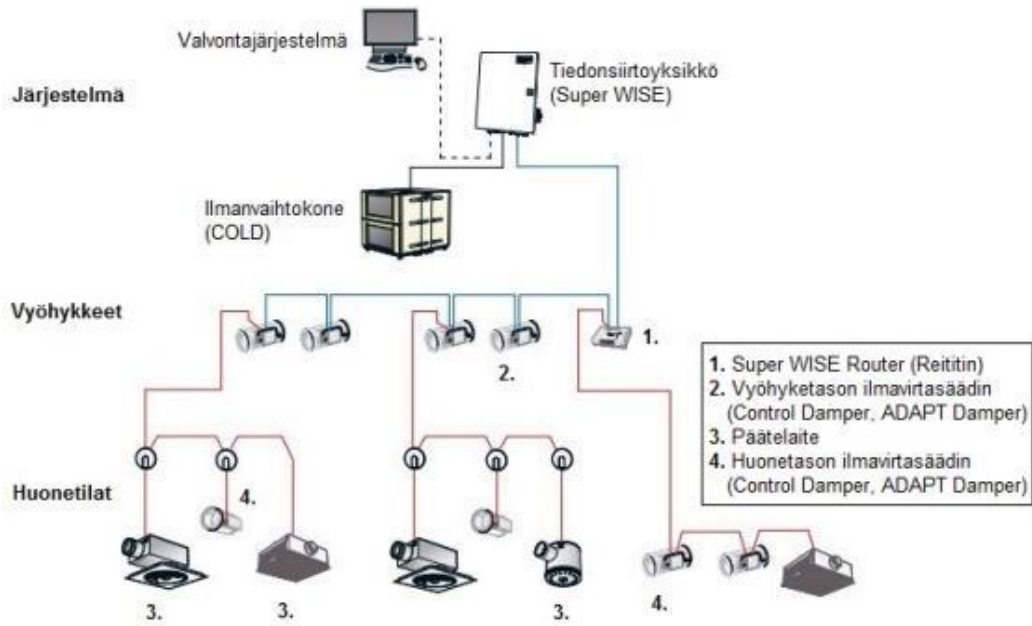 Valvontajärjestelmä
Tiedonsiirtoyksikkö
(Super WISE)
Järjestelmä
Ilmanvaihtokone
(COLD)
Vyöhykkeet
1.
2.
1. Super WISE Router (Reititin)
2. Vyöhyketason ilmavirtasäädin
(Control Damper, ADAPT Damper)
3. Päätelaite
4. Huonetason ilmavirtasäädin
(Control Damper, ADAPT Damper)
Huonetilat
4.
3.
3.
3.
4.